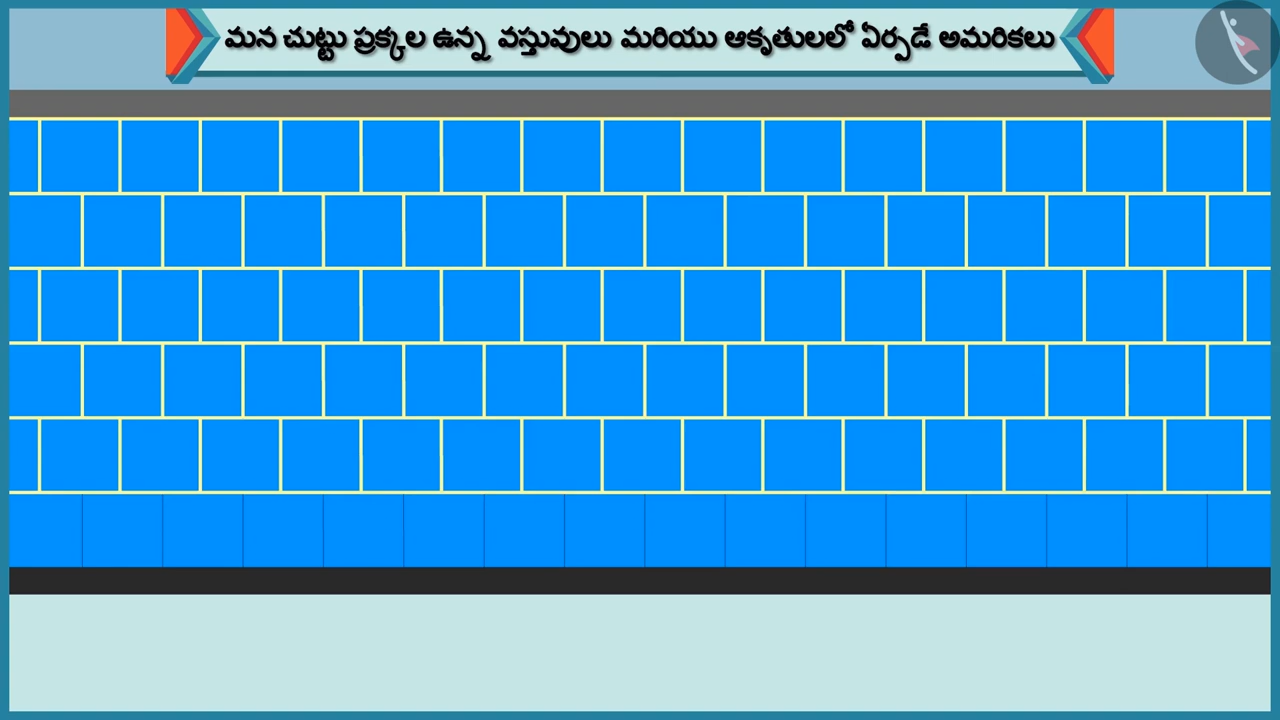 మన చుట్టు ప్రక్కల ఉన్న వస్తువులు మరియు ఆకృతులలో ఏర్పడే అమరికలు